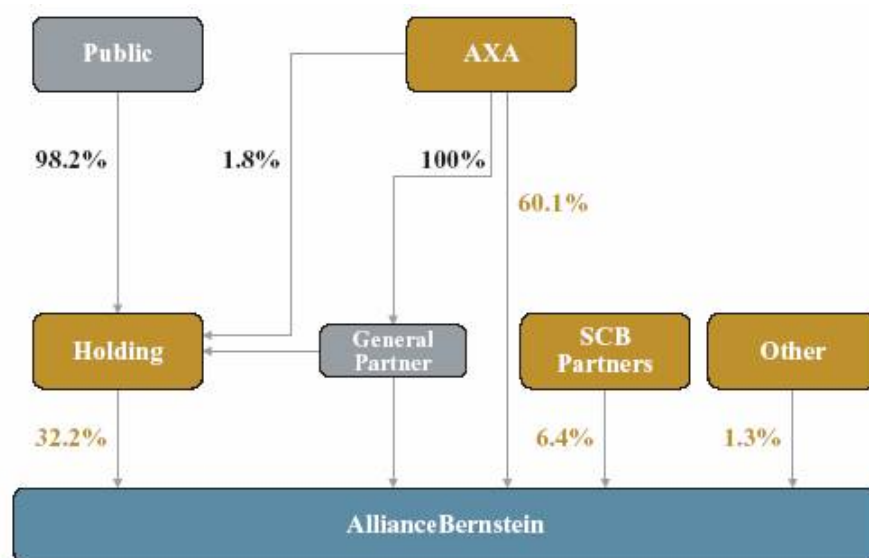 Public
AXA
98.2%
1.8%
100%
60.1%
Holding
General
Partner
SCB
Partners
Other
32.2%
6.4%
1.3%
AllianceBernstein